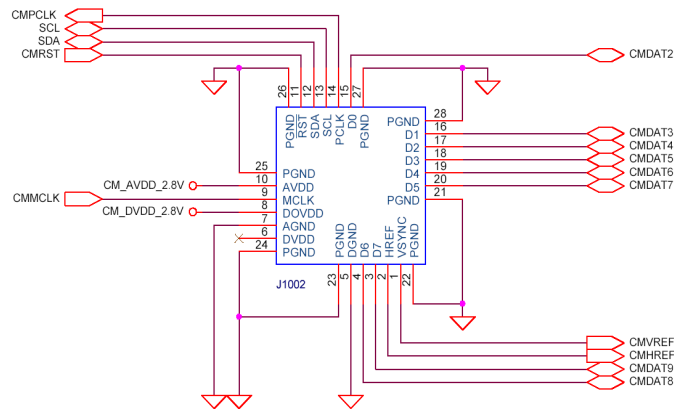 CMPCLK
SCL
SDA
CMRST
CMDAT2
26
11
12
13
14
15
27
PGND
RST
SDA
SCL
PCLK
D0
PGND
PGND 28
D1 16 CMDAT3
D2 17 CMDAT4
D3 18 CMDAT5
D4 19 CMDAT6
D5 20 CMDAT7
PGND 21
25 PGND
CM_AVDD_2.8V 10 AVDD
CMMCLK 9 MCLK
CM_DVDD_2.8V 8 DOVDD
7 AGND
6 DVDD
24 PGND
PGND
DGND
D6
D7
HREF
VSYNC
PGND
23
5
4
3
2
1
22
J1002
CMVREF
CMHREF
CMDAT9
CMDAT8